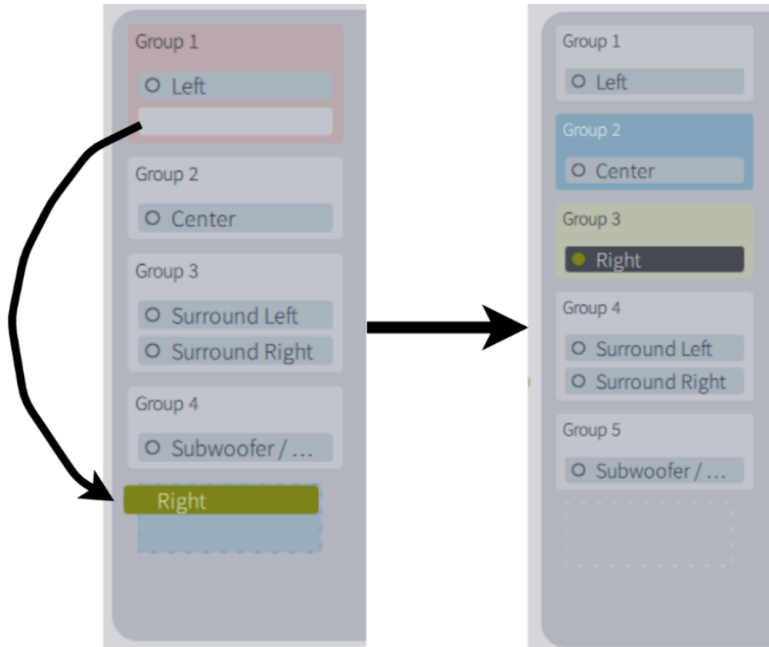 Group 1
Left
Group 2
Center
Group 3
Surround Left
Surround Right
Group 4
Subwoofer / ...
Right
Group 1
Left
Group 2
Center
Group 3
Right
Group 4
Surround Left
Surround Right
Group 5
Subwoofer / ...